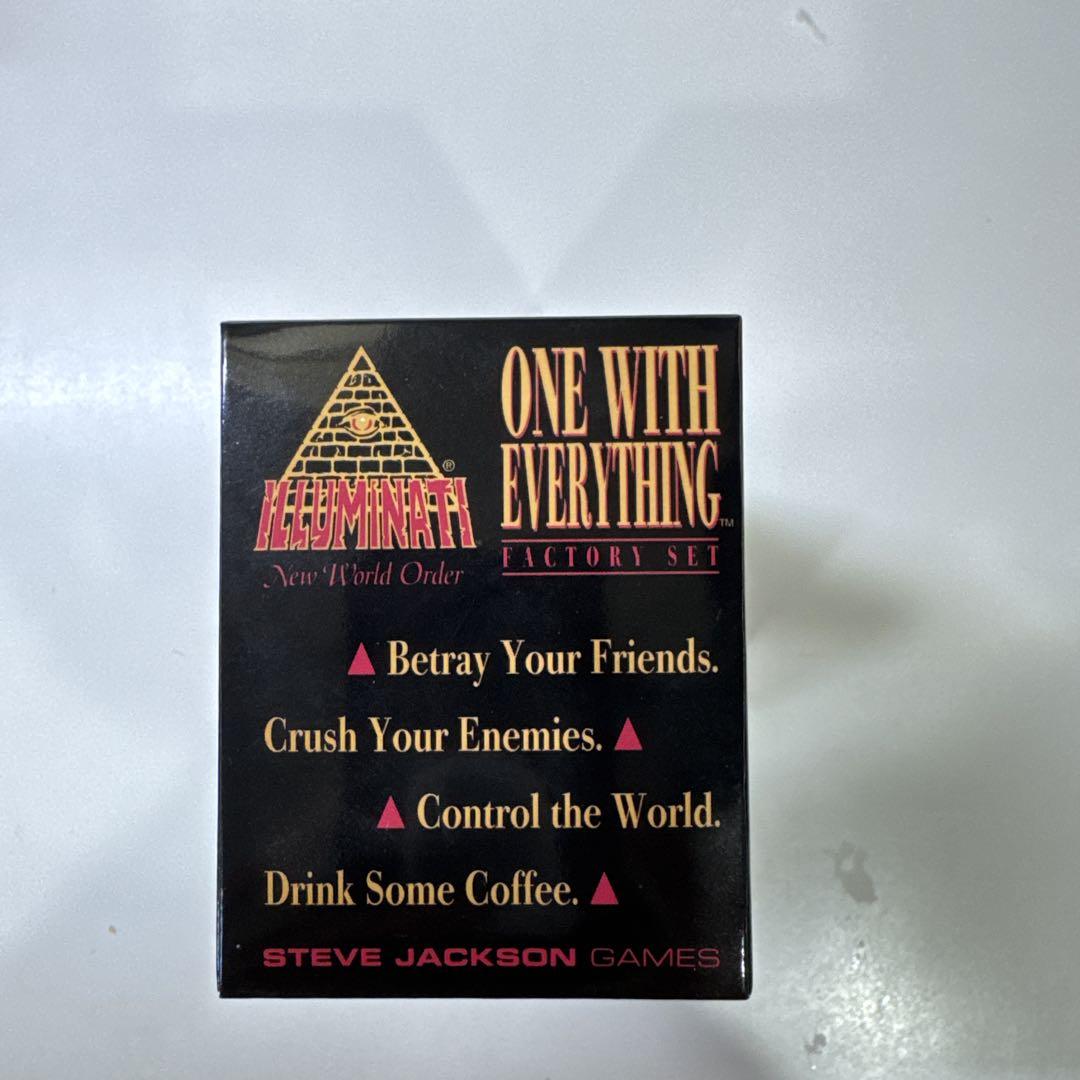 ILLUMINATI®
New World Order
ONE WITH
EVERYTHING™
FACTORY SET
▲ Betray Your Friends.
Crush Your Enemies. ▲
▲ Control the World.
Drink Some Coffee. ▲
STEVE JACKSON GAMES